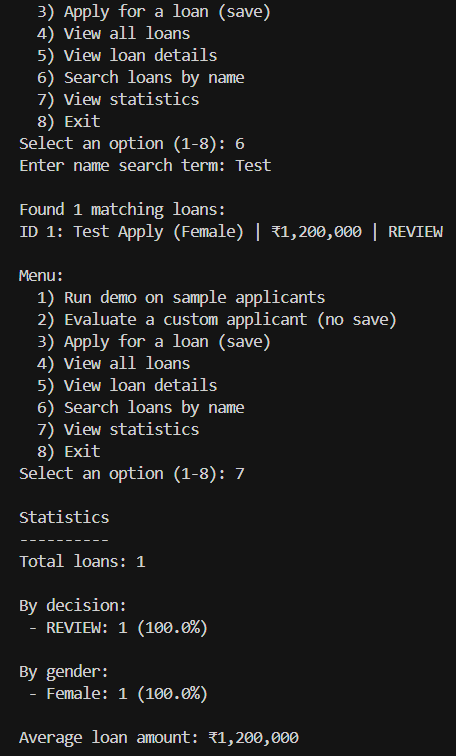 3) Apply for a loan (save)
4) View all loans
5) View loan details
6) Search loans by name
7) View statistics
8) Exit
Select an option (1-8): 6
Enter name search term: Test
Found 1 matching loans:
ID 1: Test Apply (Female) | ₹1,200,000 | REVIEW
Menu:
1) Run demo on sample applicants
2) Evaluate a custom applicant (no save)
3) Apply for a loan (save)
4) View all loans
5) View loan details
6) Search loans by name
7) View statistics
8) Exit
Select an option (1-8): 7
Statistics
----------
Total loans: 1
By decision:
- REVIEW: 1 (100.0%)
By gender:
- Female: 1 (100.0%)
Average loan amount: ₹1,200,000